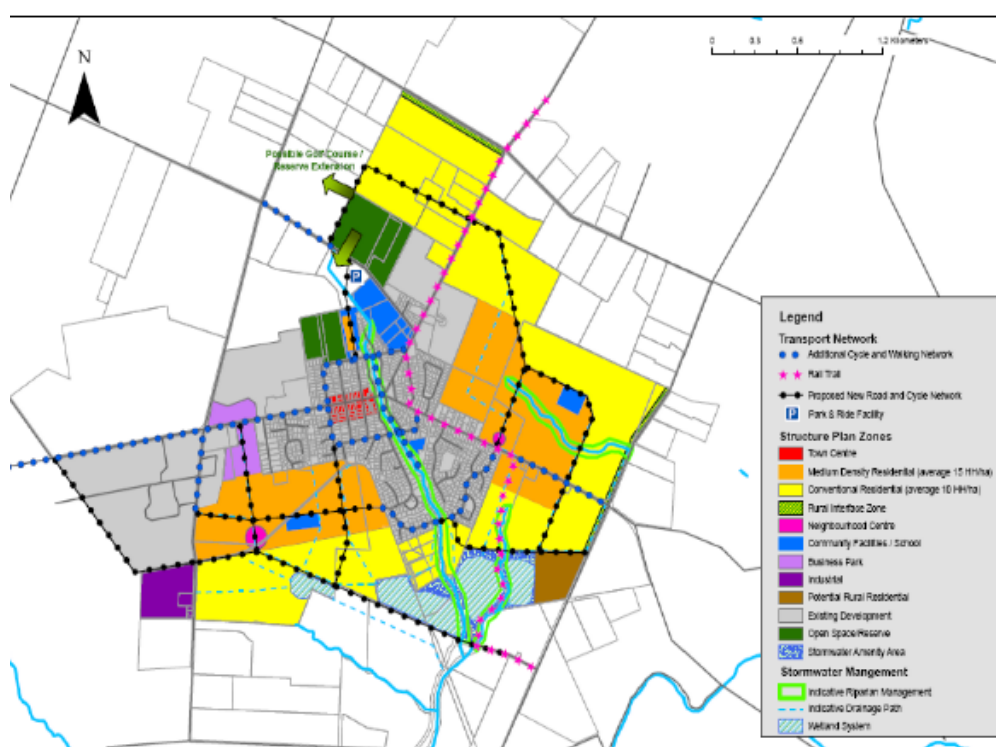 0 0.3 0.6 1.2 Kilometers
N
Possible Golf Course /
Reserve Extension
P
Legend
Transport Network
Additional Cycle and Walking Network
Rail Trail
Proposed New Road and Cycle Network
P Park & Ride Facility
Structure Plan Zones
Town Centre
Medium Density Residential (average 15 HH/ha)
Conventional Residential (average 10 HH/ha)
Rural Interface Zone
Neighbourhood Centre
Community Facilities / School
Business Park
Industrial
Potential Rural Residential
Existing Development
Open Space/Reserve
Stormwater Amenity Area
Stormwater Mangement
Indicative Riparian Management
Indicative Drainage Path
Wetland System